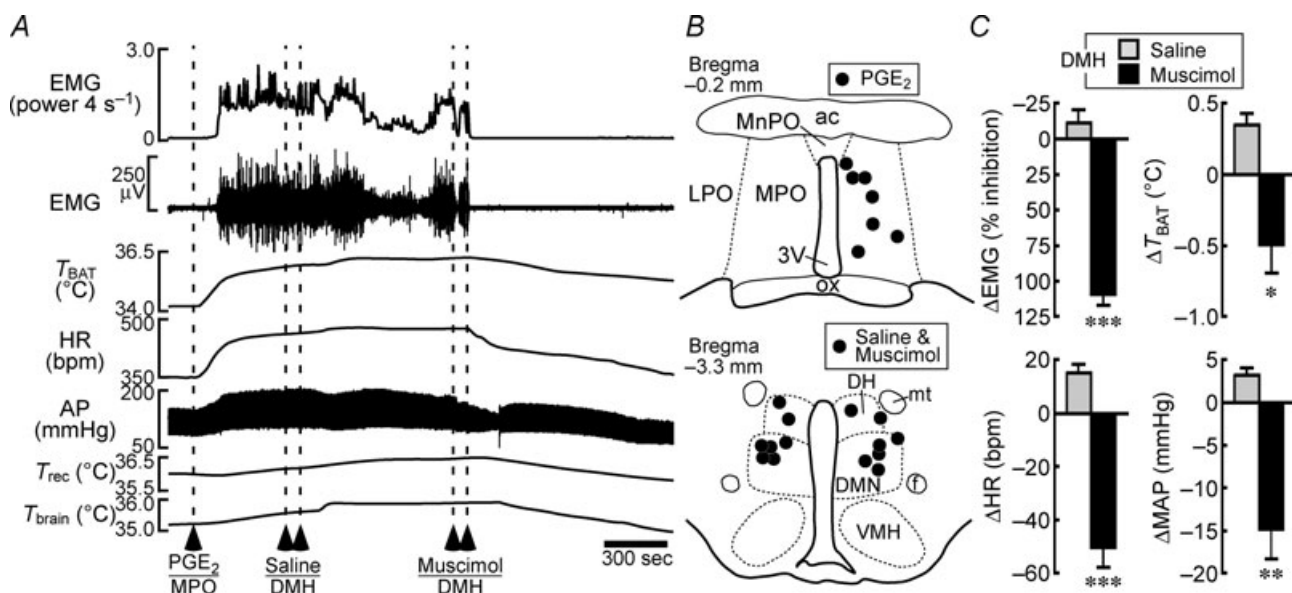 A
EMG
(power 4 s⁻¹)
3.0
0
EMG
250
µV
T_BAT
(°C)
36.5
34.0
HR
(bpm)
500
350
AP
(mmHg)
200
50
T_rec (°C)
36.5
35.5
T_brain (°C)
36.0
35.0
PGE₂
MPO
Saline
DMH
Muscimol
DMH
300 sec
B
Bregma
–0.2 mm
PGE₂
MnPO
ac
LPO
MPO
3V
ox
Bregma
–3.3 mm
Saline &
Muscimol
DH
mt
DMN
f
VMH
C
DMH
Saline
Muscimol
ΔEMG (% inhibition)
–25
0
25
50
75
100
125
***
ΔT_BAT (°C)
0.5
0
–0.5
–1.0
*
ΔHR (bpm)
20
0
–20
–40
–60
***
ΔMAP (mmHg)
5
0
–5
–10
–15
–20
**